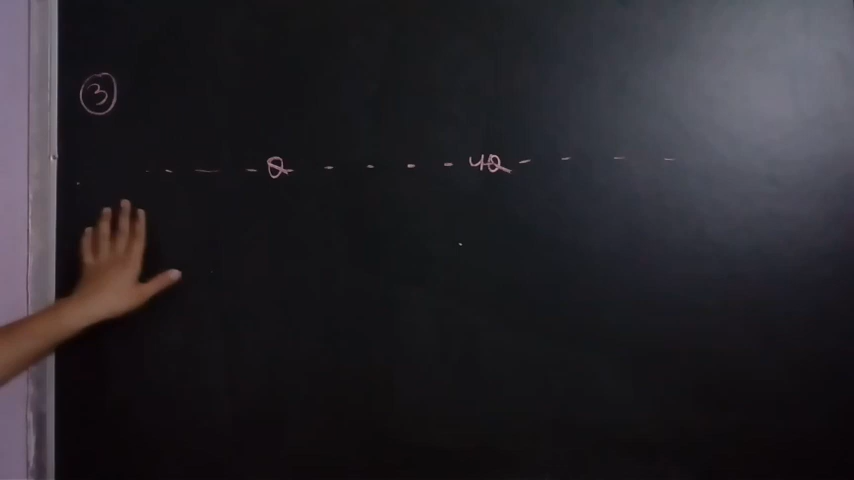 ③
- - - Q - - - - 4Q - - - -